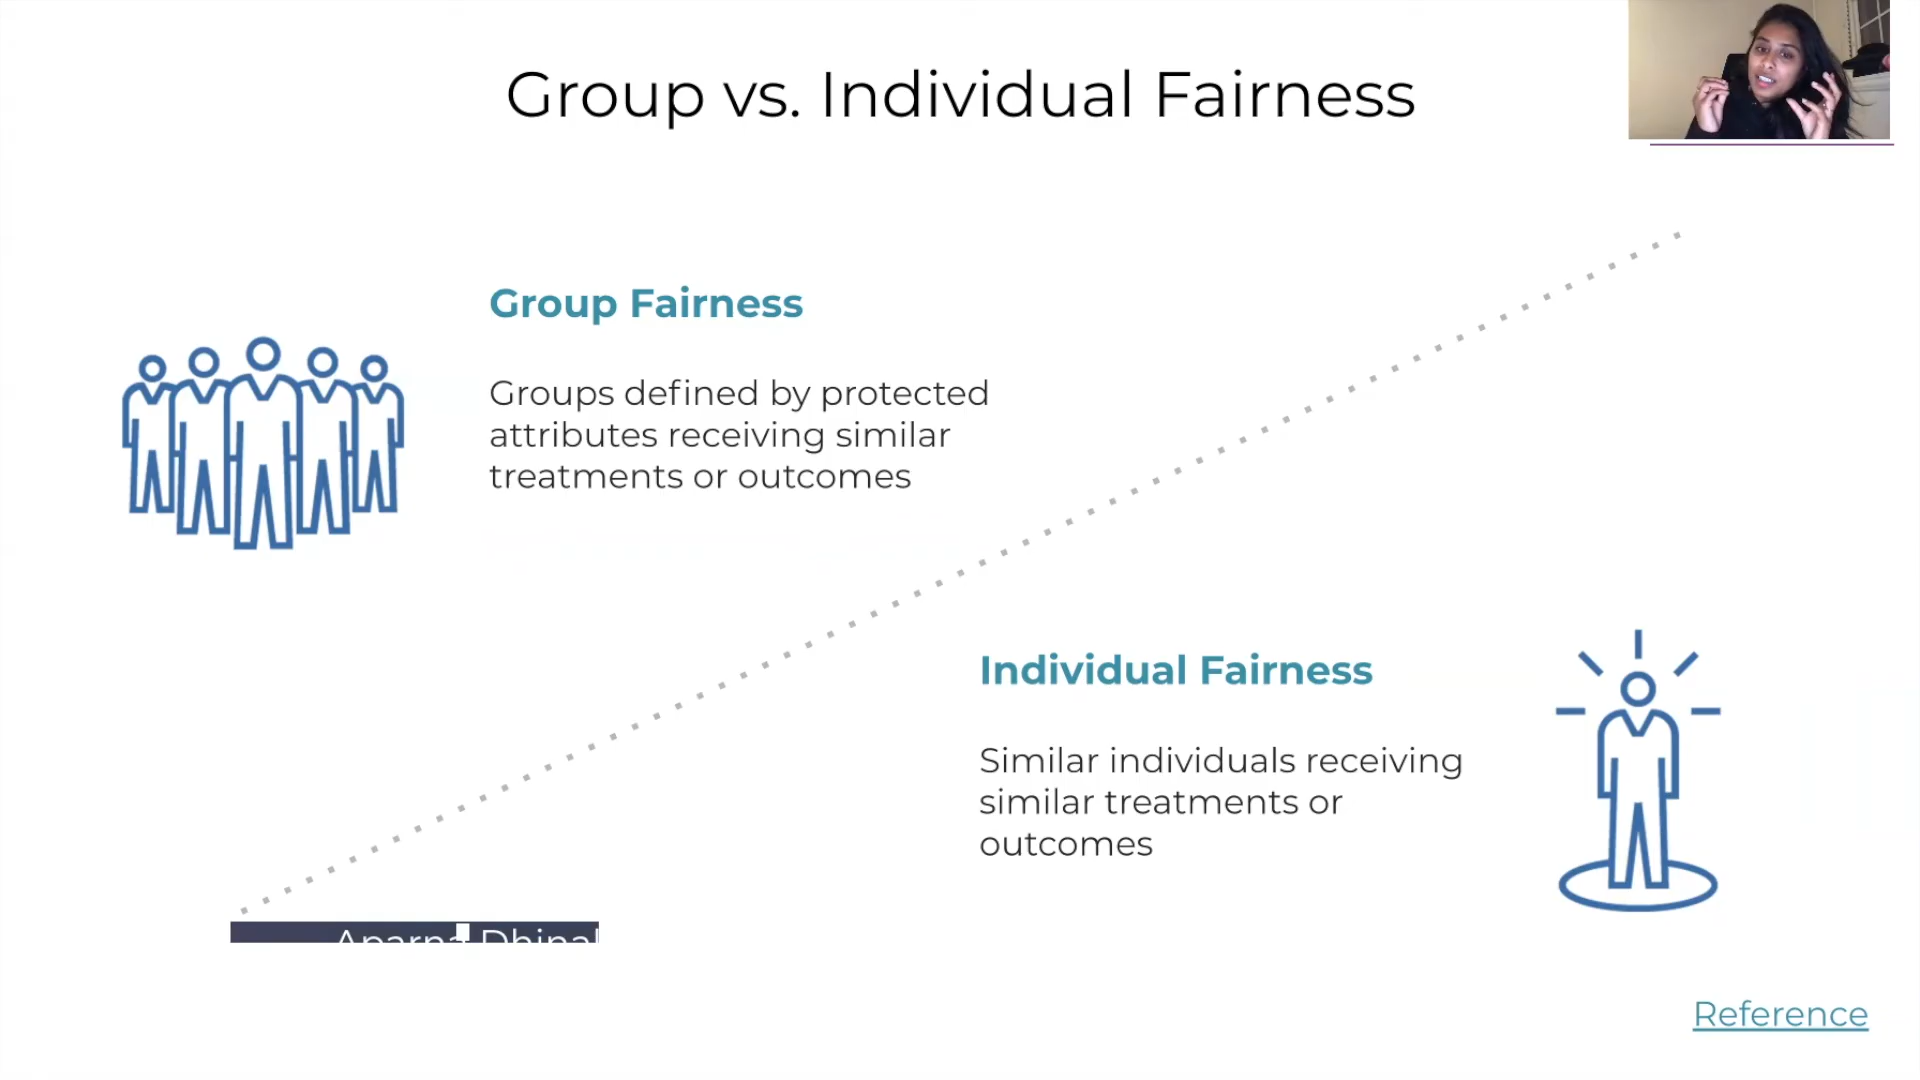 Group vs. Individual Fairness
Group Fairness
Groups defined by protected
attributes receiving similar
treatments or outcomes
Individual Fairness
Similar individuals receiving
similar treatments or
outcomes
Reference